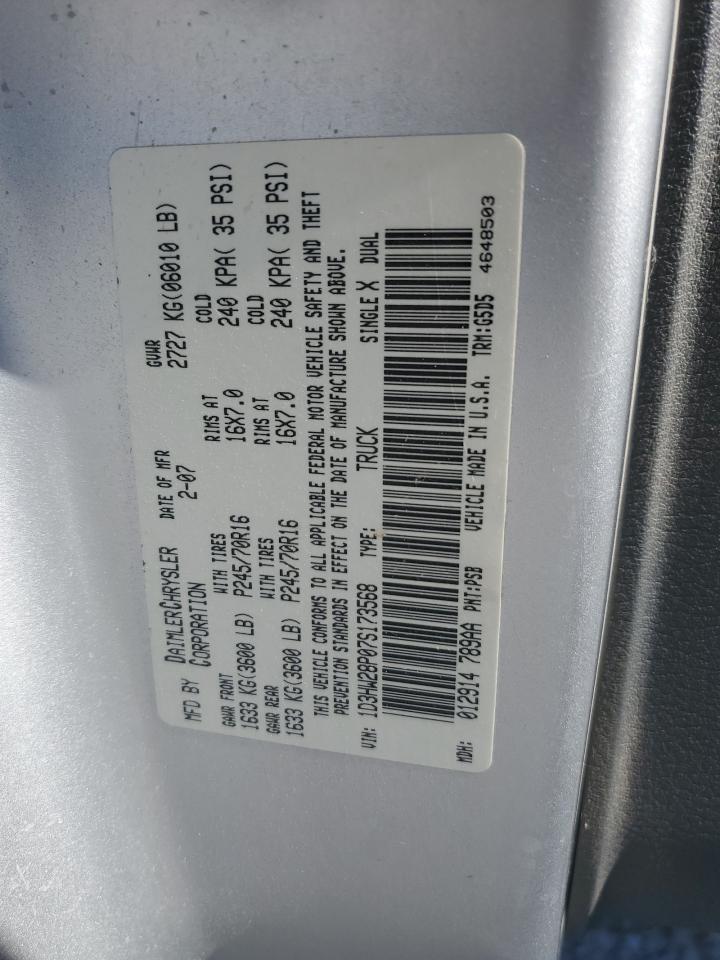 MFD BY DAIMLERCHRYSLER CORPORATION DATE OF MFR 2-07 GVWR 2727 KG(06010 LB)
GAWR FRONT WITH TIRES RIMS AT COLD
1633 KG(3600 LB) P245/70R16 16X7.0 240 KPA( 35 PSI)
GAWR REAR WITH TIRES RIMS AT COLD
1633 KG(3600 LB) P245/70R16 16X7.0 240 KPA( 35 PSI)
THIS VEHICLE CONFORMS TO ALL APPLICABLE FEDERAL MOTOR VEHICLE SAFETY AND THEFT
PREVENTION STANDARDS IN EFFECT ON THE DATE OF MANUFACTURE SHOWN ABOVE.
VIN: 1D3HW28P07S173568 TYPE: TRUCK SINGLE X DUAL
MDH: 012914 789AA PNT:PSB VEHICLE MADE IN U.S.A. TRM:G5D5 4648503